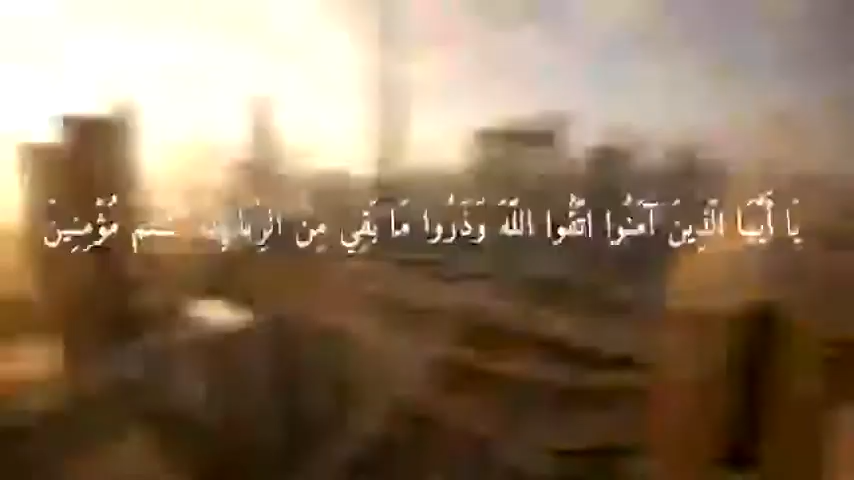 يَا أَيُّهَا الَّذِينَ آمَنُوا اتَّقُوا اللَّهَ وَذَرُوا مَا بَقِيَ مِنَ الرِّبَا مُؤْمِنِينَ